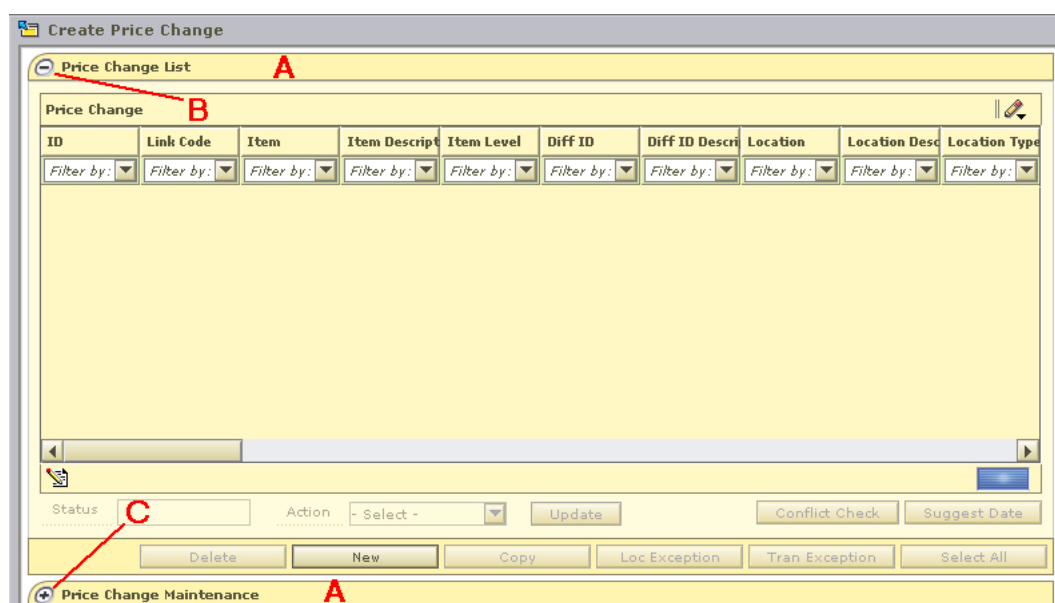 Create Price Change
Price Change List A
B
Price Change
ID Link Code Item Item Descript Item Level Diff ID Diff ID Descri Location Location Desc Location Type
Filter by: Filter by: Filter by: Filter by: Filter by: Filter by: Filter by: Filter by: Filter by: Filter by:
Status C Action - Select - Update Conflict Check Suggest Date
Delete New Copy Loc Exception Tran Exception Select All
Price Change Maintenance A